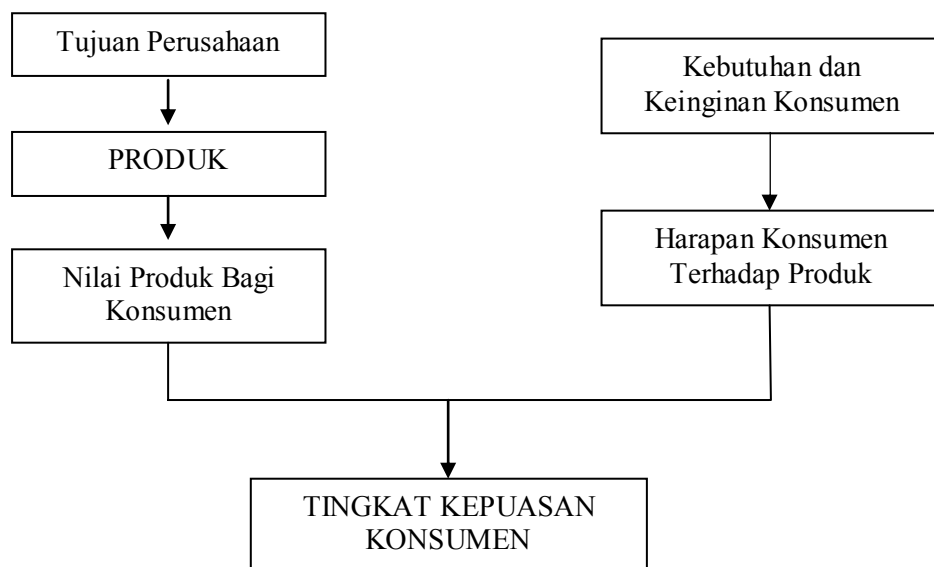 Tujuan Perusahaan
PRODUK
Nilai Produk Bagi
Konsumen
Kebutuhan dan
Keinginan Konsumen
Harapan Konsumen
Terhadap Produk
TINGKAT KEPUASAN
KONSUMEN